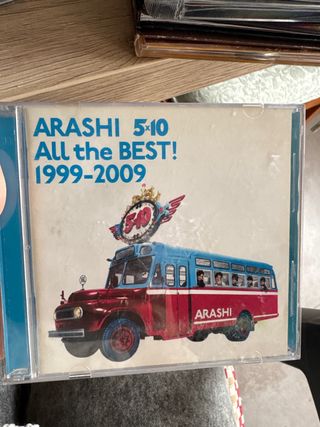 ARASHI 5×10
All the BEST!
1999-2009
5×10
ARASHI